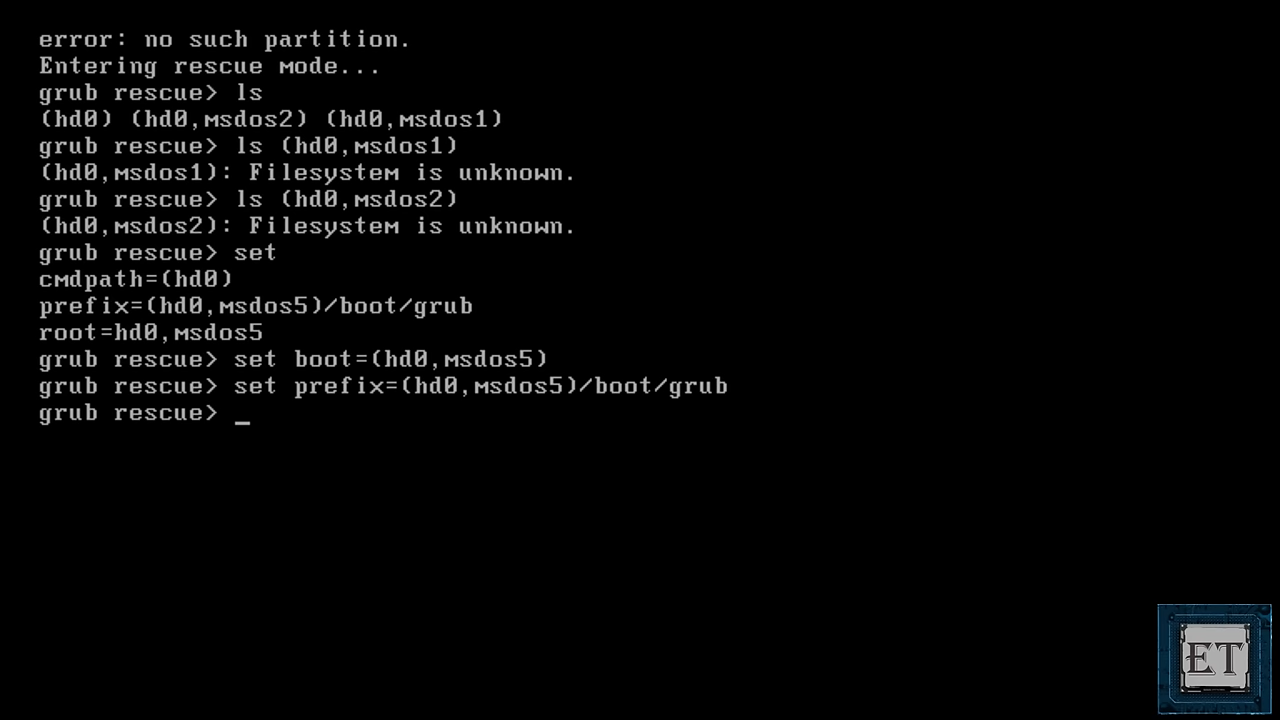 error: no such partition.
Entering rescue mode...
grub rescue> ls
(hd0) (hd0,msdos2) (hd0,msdos1)
grub rescue> ls (hd0,msdos1)
(hd0,msdos1): Filesystem is unknown.
grub rescue> ls (hd0,msdos2)
(hd0,msdos2): Filesystem is unknown.
grub rescue> set
cmdpath=(hd0)
prefix=(hd0,msdos5)/boot/grub
root=hd0,msdos5
grub rescue> set boot=(hd0,msdos5)
grub rescue> set prefix=(hd0,msdos5)/boot/grub
grub rescue> _
ET